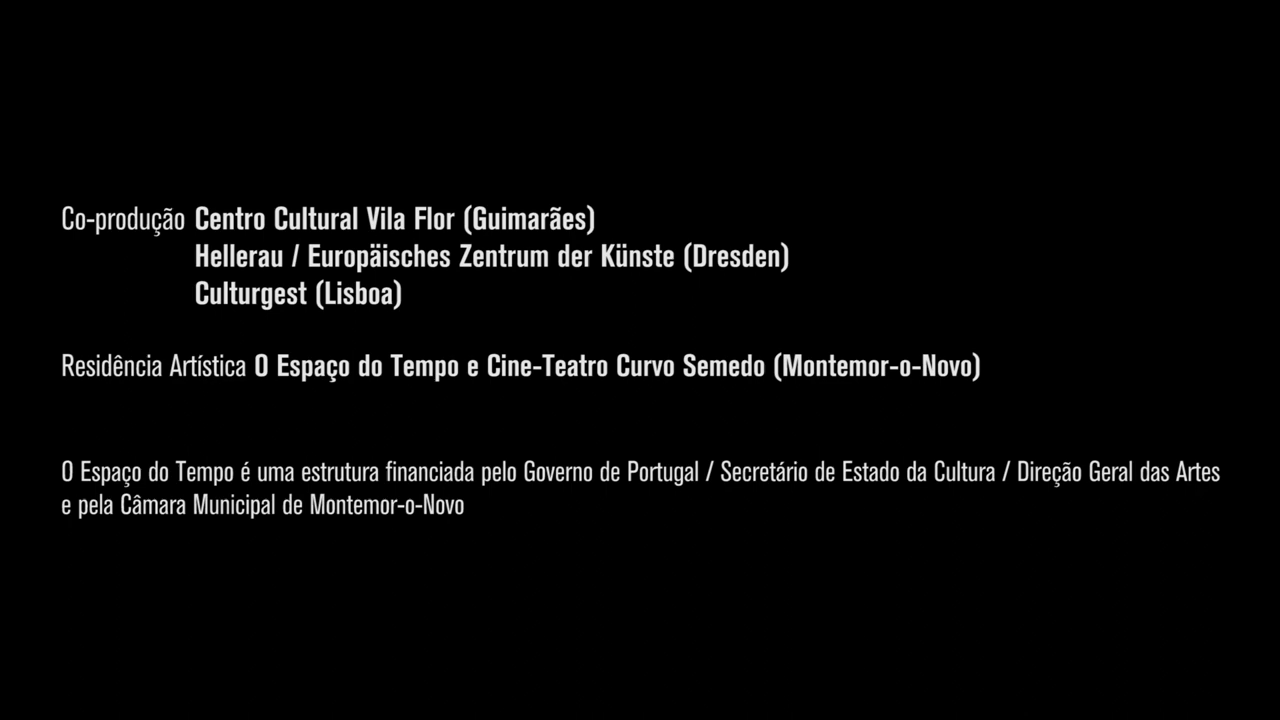 Co-produção Centro Cultural Vila Flor (Guimarães)
Hellerau / Europäisches Zentrum der Künste (Dresden)
Culturgest (Lisboa)
Residência Artística O Espaço do Tempo e Cine-Teatro Curvo Semedo (Montemor-o-Novo)
O Espaço do Tempo é uma estrutura financiada pelo Governo de Portugal / Secretário de Estado da Cultura / Direção Geral das Artes
e pela Câmara Municipal de Montemor-o-Novo